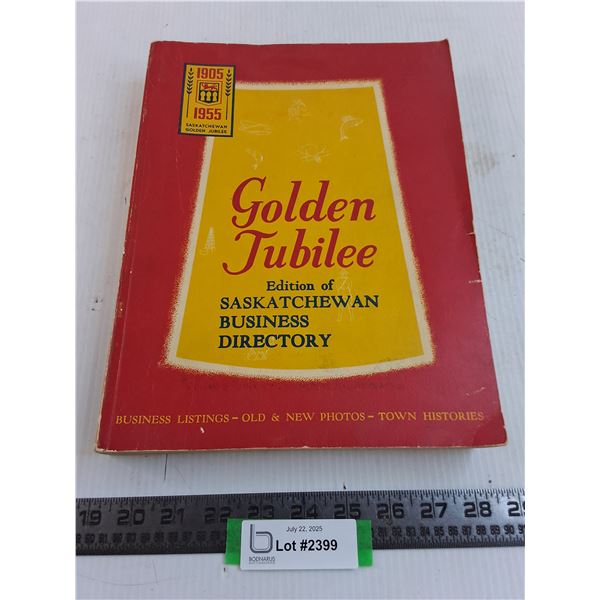 1905
1955
SASKATCHEWAN
GOLDEN JUBILEE
Golden
Jubilee
Edition of
SASKATCHEWAN
BUSINESS
DIRECTORY
BUSINESS LISTINGS – OLD & NEW PHOTOS – TOWN HISTORIES
19 20 21 22 23 24 25 26 27 28 29
July 22, 2025
Lot #2399
b
BODNARUS